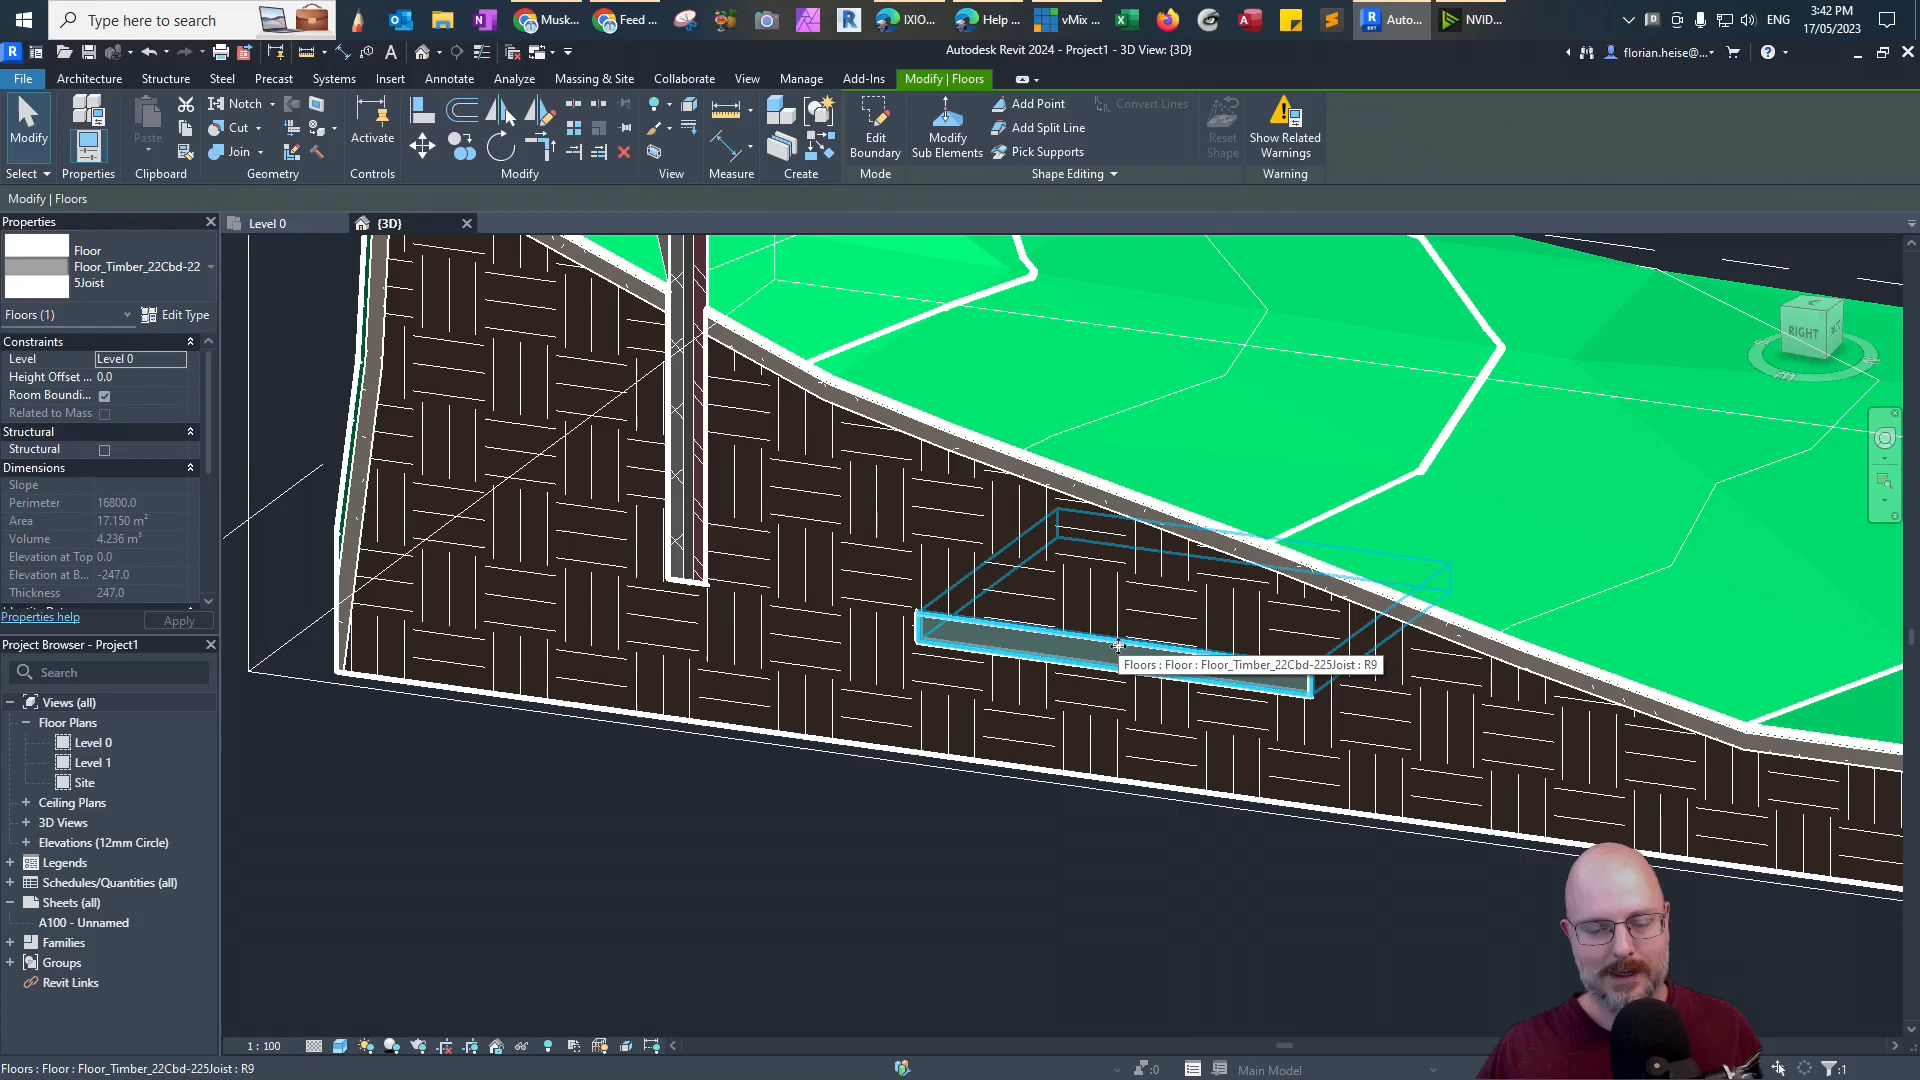 Type here to search
Musk...
Feed ...
IXIO...
Help ...
vMix ...
Auto...
NVID...
ENG
3:42 PM
17/05/2023
Autodesk Revit 2024 - Project1 - 3D View: {3D}
florian.heise@...
File Architecture Structure Steel Precast Systems Insert Annotate Analyze Massing & Site Collaborate View Manage Add-Ins Modify | Floors
Modify
Properties
Paste
Notch
Cut
Join
Activate
Edit
Boundary
Modify
Sub Elements
Add Point
Add Split Line
Pick Supports
Convert Lines
Reset
Shape
Show Related
Warnings
Select Properties Clipboard Geometry Controls Modify View Measure Create Mode Shape Editing Warning
Modify | Floors
Properties
Level 0
{3D}
Floor
Floor_Timber_22Cbd-22
5Joist
Floors (1)
Edit Type
Constraints
Level Level 0
Height Offset ... 0.0
Room Boundi...
Related to Mass
Structural
Structural
Dimensions
Slope
Perimeter 16800.0
Area 17.150 m²
Volume 4.236 m³
Elevation at Top 0.0
Elevation at B... -247.0
Thickness 247.0
Properties help
Apply
Project Browser - Project1
Search
Views (all)
Floor Plans
Level 0
Level 1
Site
Ceiling Plans
3D Views
Elevations (12mm Circle)
Legends
Schedules/Quantities (all)
Sheets (all)
A100 - Unnamed
Families
Groups
Revit Links
RIGHT
Floors : Floor : Floor_Timber_22Cbd-225Joist : R9
1 : 100
Floors : Floor : Floor_Timber_22Cbd-225Joist : R9
:0
Main Model
:1